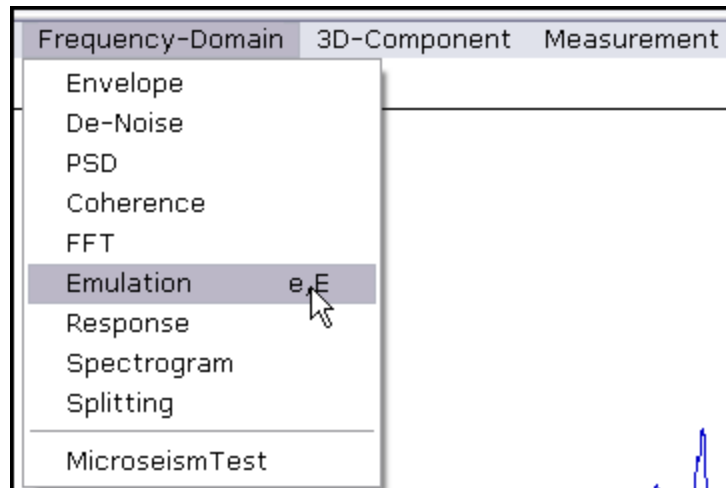 Frequency-Domain 3D-Component Measurement
Envelope
De-Noise
PSD
Coherence
FFT
Emulation e,E
Response
Spectrogram
Splitting
MicroseismTest